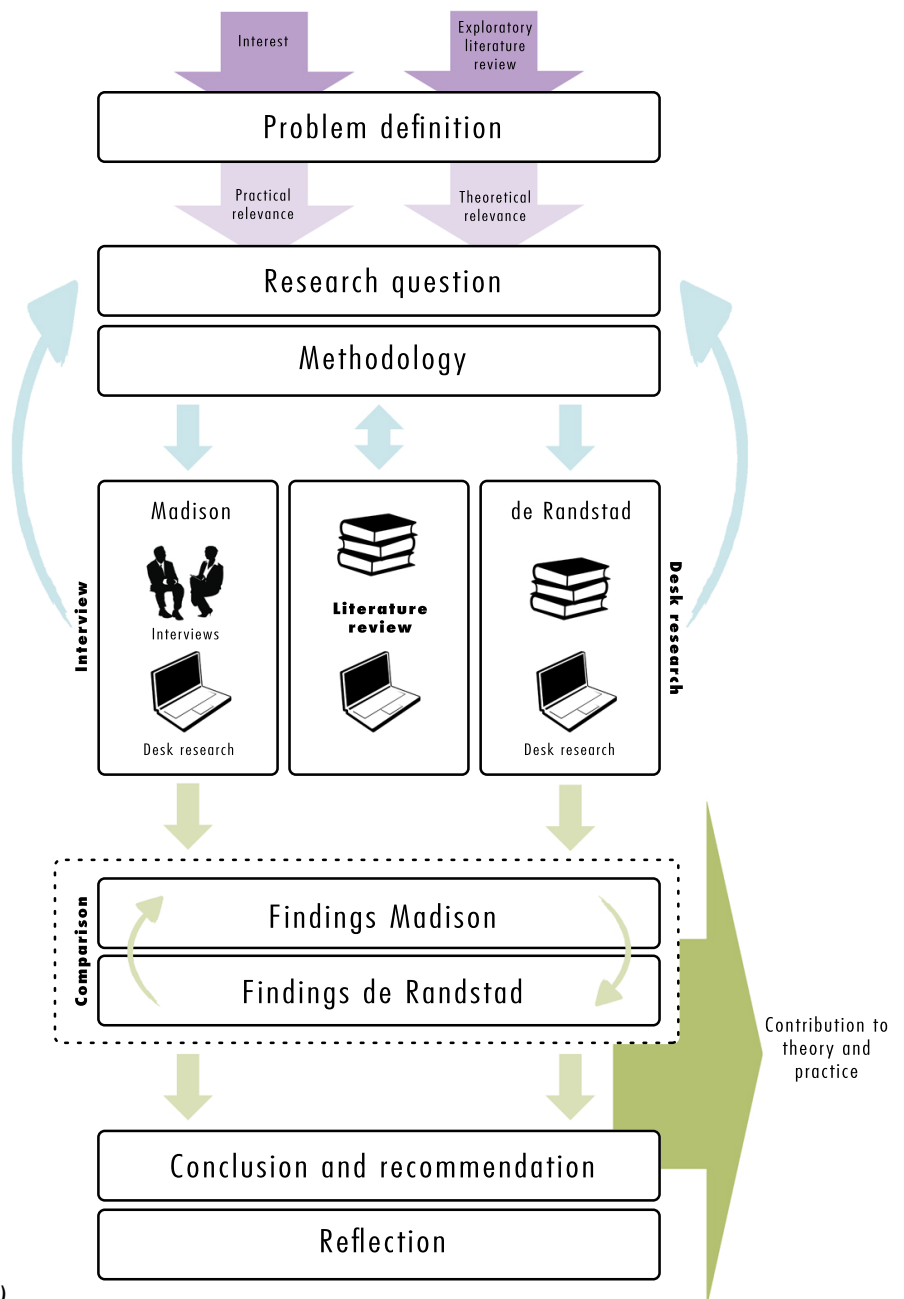 Interest
Exploratory
literature
review
Problem definition
Practical
relevance
Theoretical
relevance
Research question
Methodology
Interview
Madison
Interviews
Desk research
Literature
review
de Randstad
Desk research
Desk research
Comparison
Findings Madison
Findings de Randstad
Contribution to
theory and
practice
Conclusion and recommendation
Reflection
)